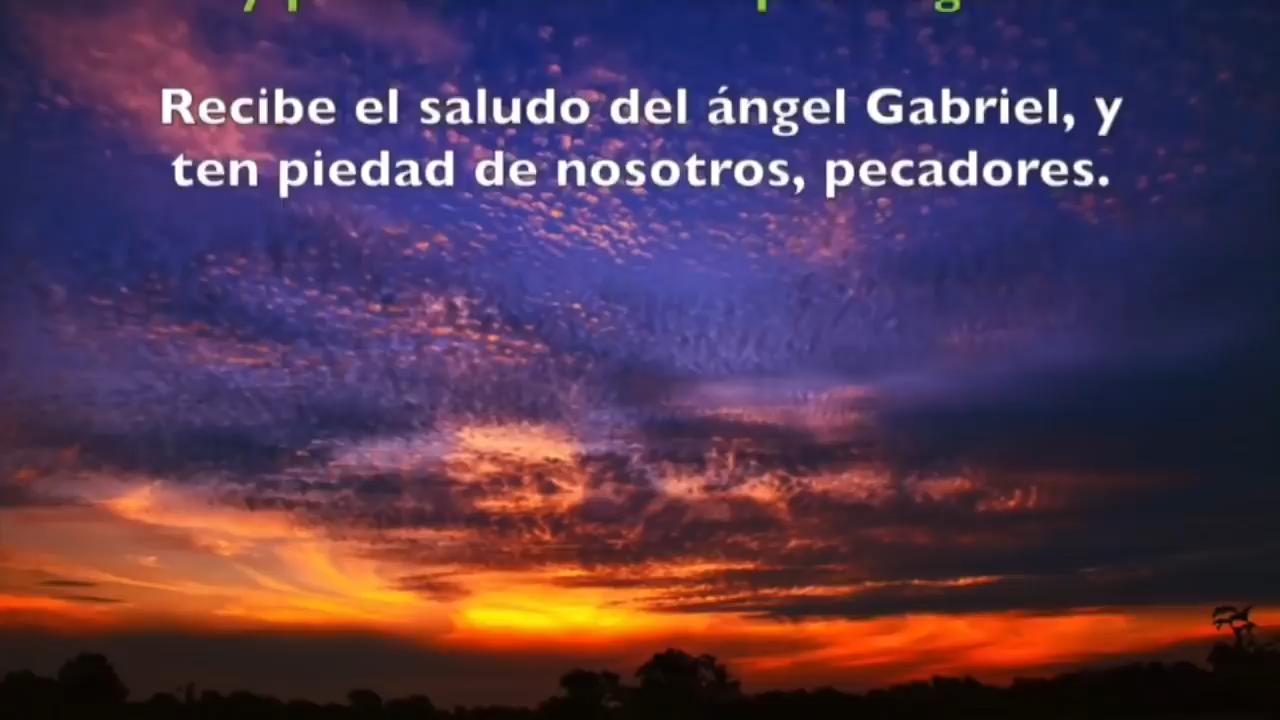 Recibe el saludo del ángel Gabriel, y
ten piedad de nosotros, pecadores.